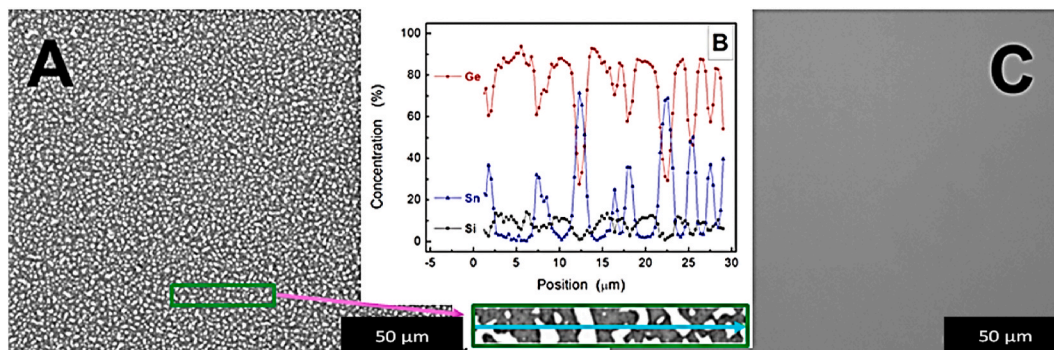 A
B
C
100
80
60
40
20
0
Concentration (%)
Ge
Sn
Si
-5
0
5
10
15
20
25
30
Position (μm)
50 μm
50 μm